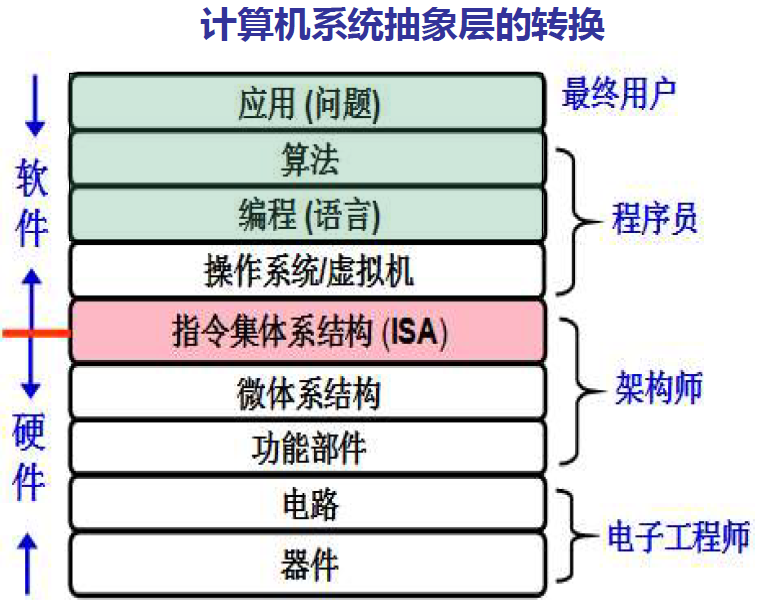 计算机系统抽象层的转换
应用 (问题)
最终用户
算法
软件
编程 (语言)
程序员
操作系统/虚拟机
指令集体系结构 (ISA)
微体系结构
架构师
硬件
功能部件
电路
电子工程师
器件